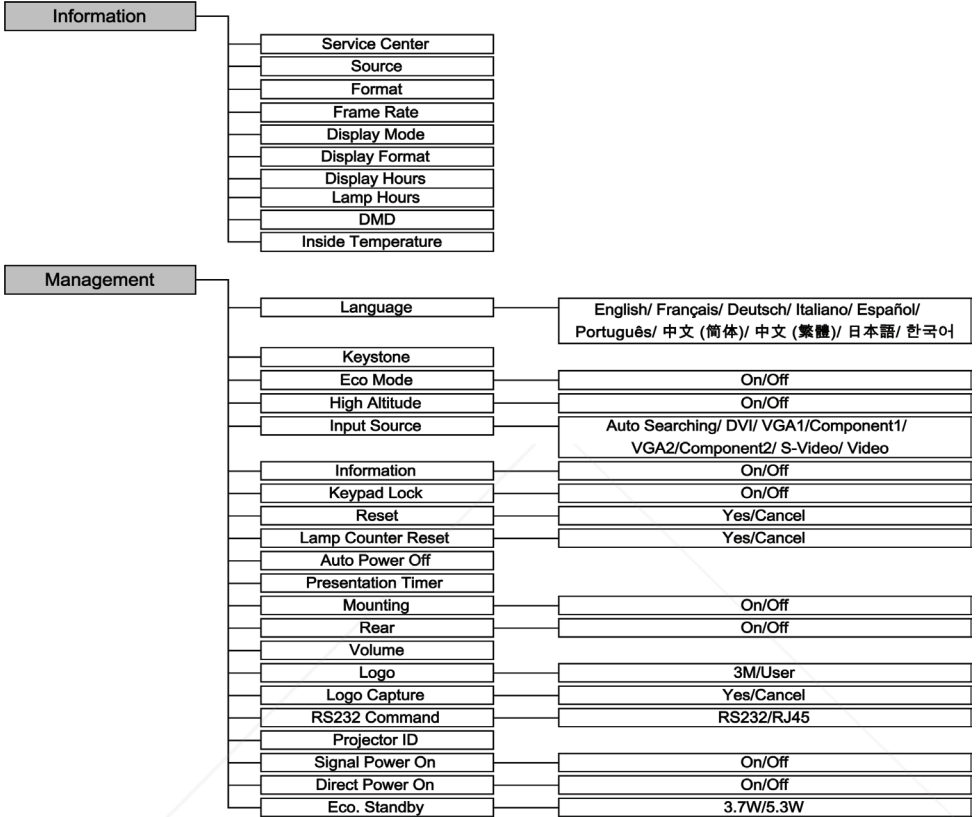 Information
Service Center
Source
Format
Frame Rate
Display Mode
Display Format
Display Hours
Lamp Hours
DMD
Inside Temperature
Management
Language
English/ Français/ Deutsch/ Italiano/ Español/
Português/ 中文 (简体)/ 中文 (繁體)/ 日本語/ 한국어
Keystone
Eco Mode
On/Off
High Altitude
On/Off
Input Source
Auto Searching/ DVI/ VGA1/Component1/
VGA2/Component2/ S-Video/ Video
Information
On/Off
Keypad Lock
On/Off
Reset
Yes/Cancel
Lamp Counter Reset
Yes/Cancel
Auto Power Off
Presentation Timer
Mounting
On/Off
Rear
On/Off
Volume
Logo
3M/User
Logo Capture
Yes/Cancel
RS232 Command
RS232/RJ45
Projector ID
Signal Power On
On/Off
Direct Power On
On/Off
Eco. Standby
3.7W/5.3W